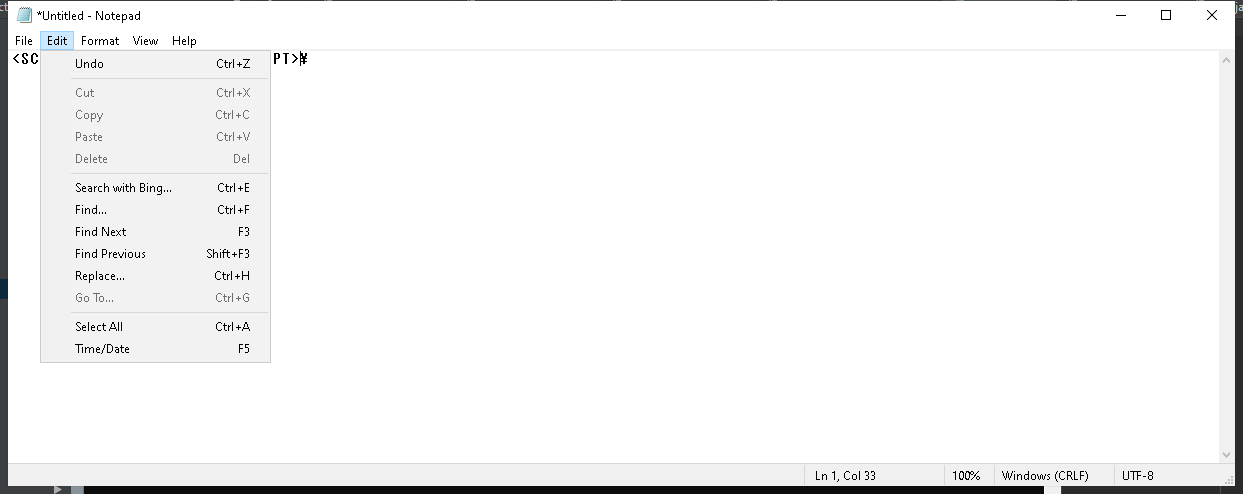 *Untitled - Notepad
File Edit Format View Help
<SC PT>¥
Undo Ctrl+Z
Cut Ctrl+X
Copy Ctrl+C
Paste Ctrl+V
Delete Del
Search with Bing... Ctrl+E
Find... Ctrl+F
Find Next F3
Find Previous Shift+F3
Replace... Ctrl+H
Go To... Ctrl+G
Select All Ctrl+A
Time/Date F5
Ln 1, Col 33 100% Windows (CRLF) UTF-8